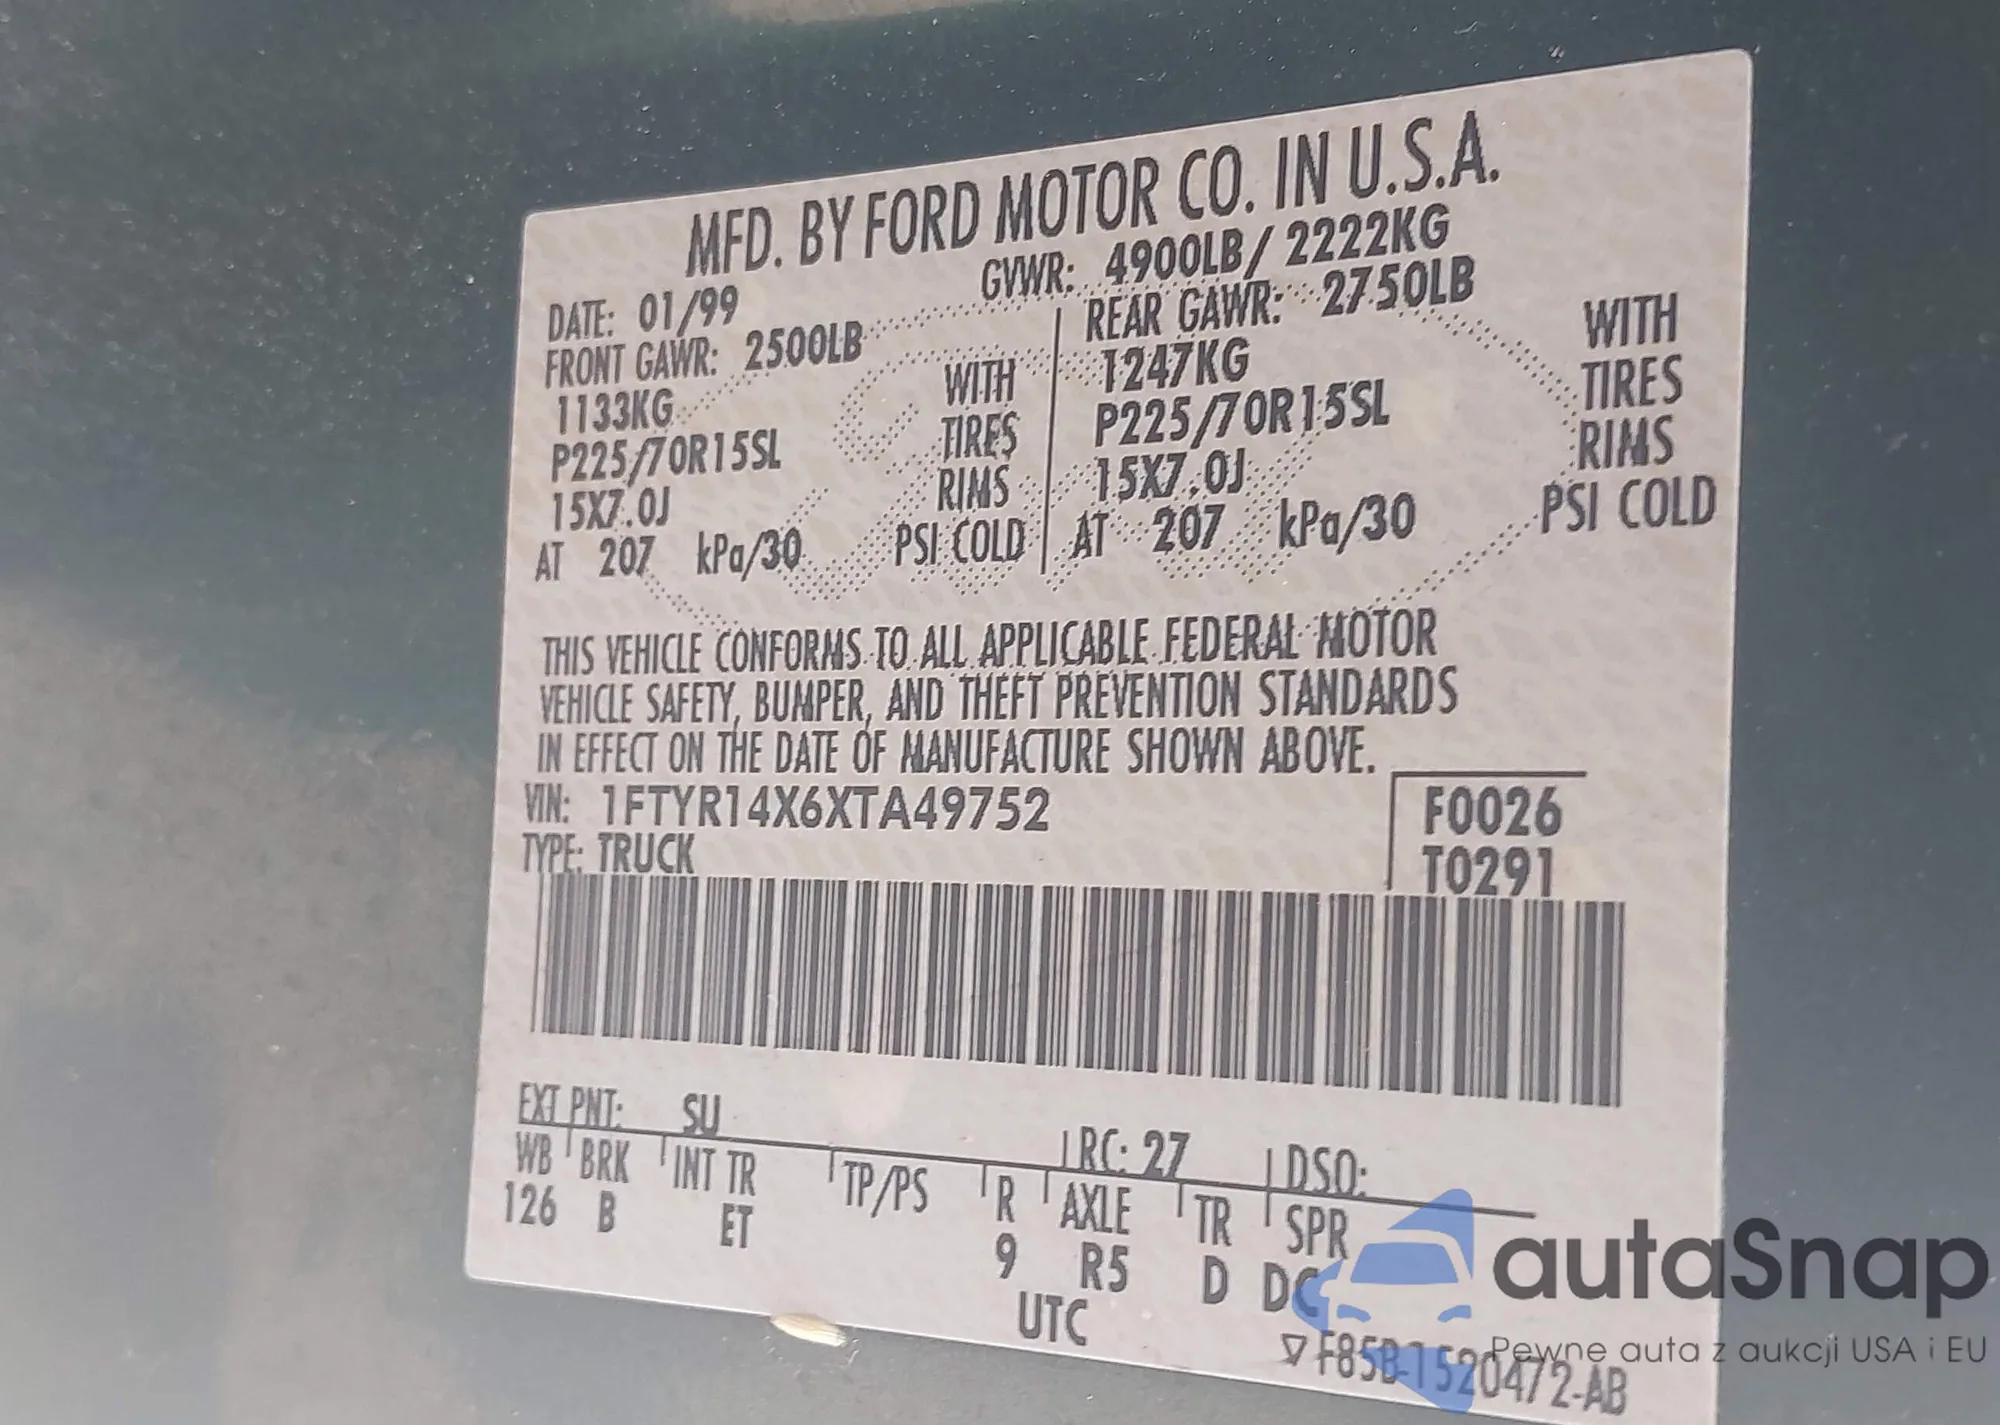 MFD. BY FORD MOTOR CO. IN U.S.A.
DATE: 01/99 GVWR: 4900LB/ 2222KG
FRONT GAWR: 2500LB REAR GAWR: 2750LB
1133KG WITH 1247KG WITH
P225/70R15SL TIRES P225/70R15SL TIRES
15X7.0J RIMS 15X7.0J RIMS
AT 207 kPa/30 PSI COLD AT 207 kPa/30 PSI COLD
THIS VEHICLE CONFORMS TO ALL APPLICABLE FEDERAL MOTOR
VEHICLE SAFETY, BUMPER, AND THEFT PREVENTION STANDARDS
IN EFFECT ON THE DATE OF MANUFACTURE SHOWN ABOVE.
VIN: 1FTYR14X6XTA49752 F0026
TYPE: TRUCK T0291
EXT PNT: SU RC: 27 DSO:
WB BRK INT TR TP/PS R AXLE TR SPR
126 B ET 9 R5 D DC
UTC
F85B-1520472-AB
autaSnap
Pewne auta z aukcji USA i EU